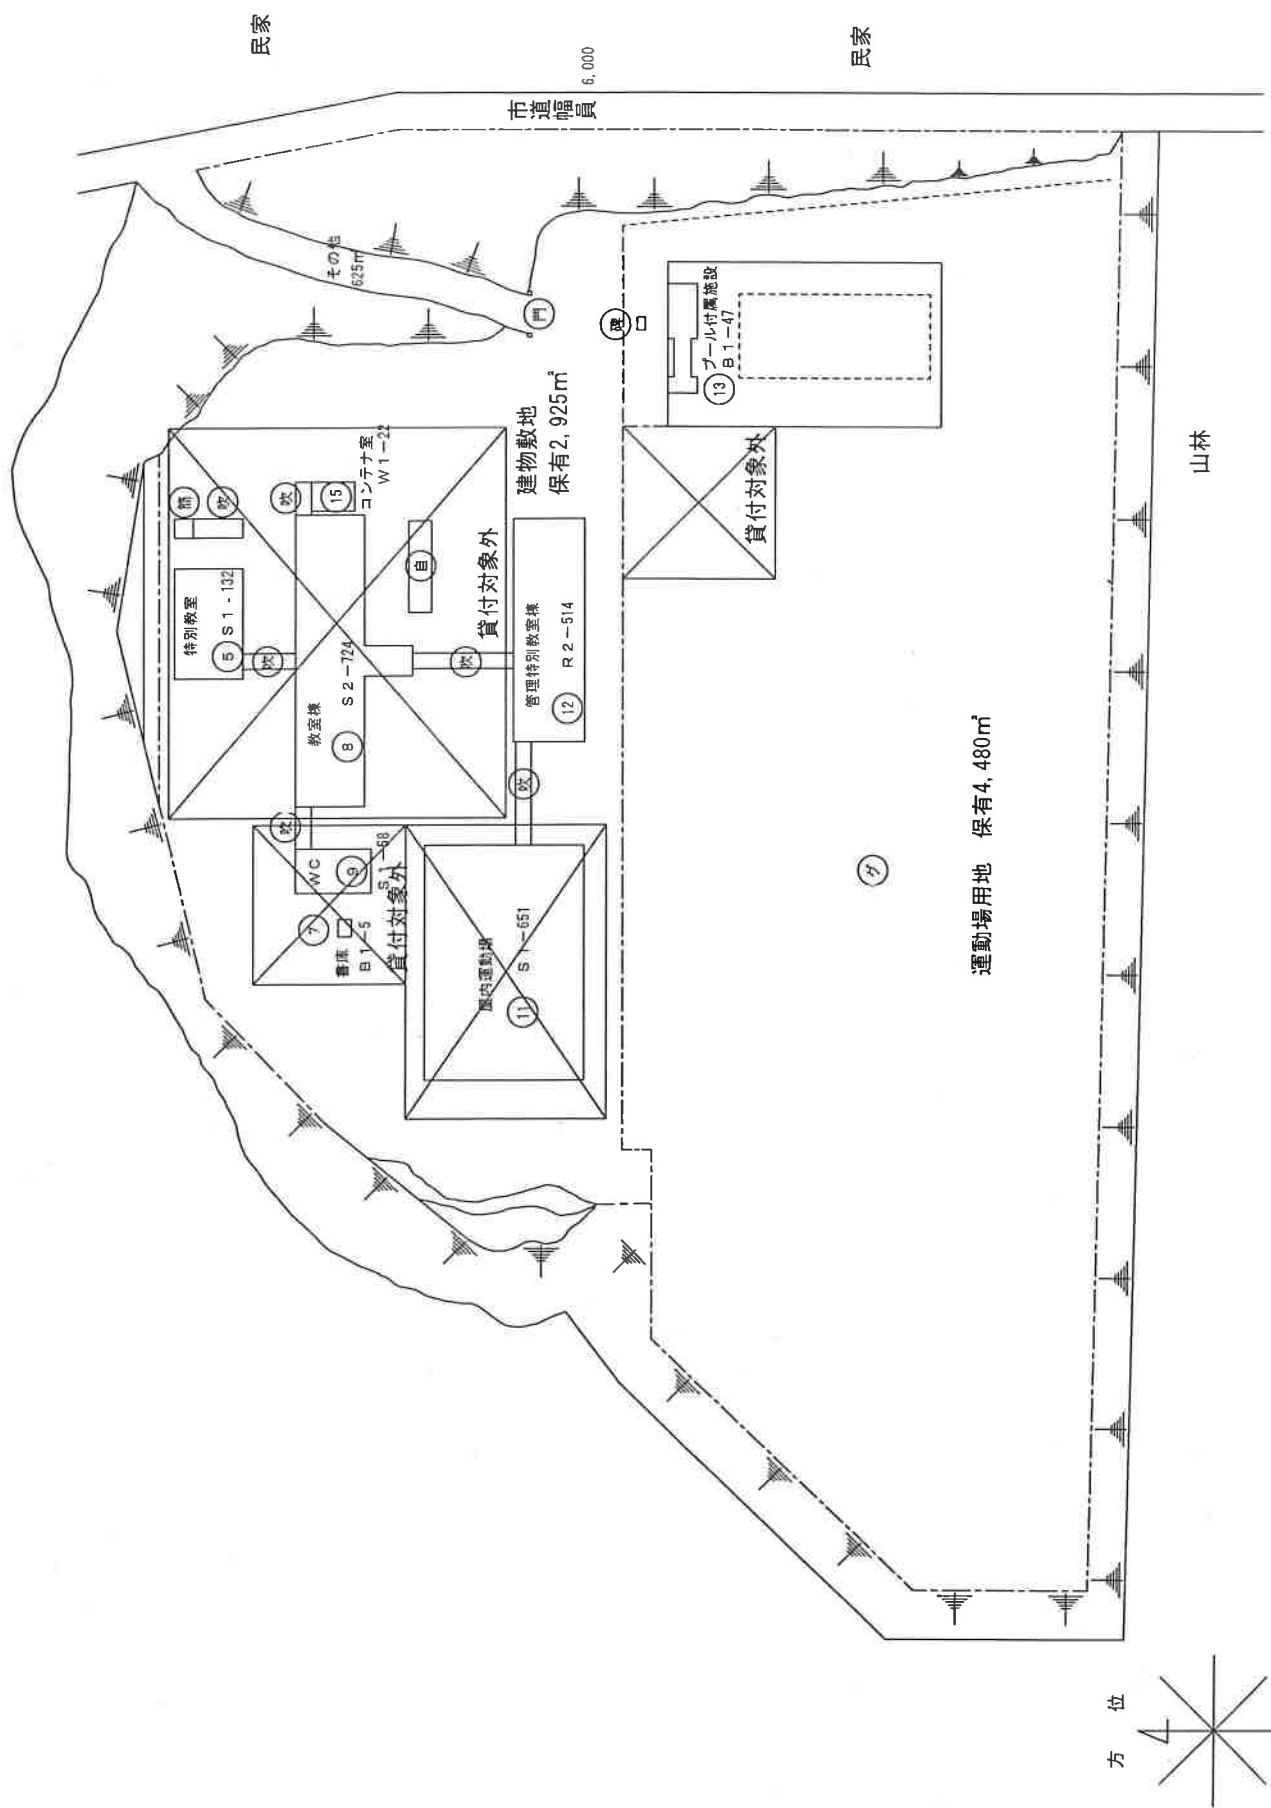 民家
市道幅員
6,000
民家
その他
625㎡
門
建物敷地
保有2,925㎡
プール付属施設
13
B1-47
貸付対象外
山林
吹
吹
15
コンテナ室
W1-22
自
特別教室
5
S1-132
吹
貸付対象外
教室棟
8
S2-724
吹
管理特別教室棟
12
R2-514
吹
吹
WC
9
S1-68
7
書庫
B1-5
貸付対象外
屋内運動場
11
S1-651
運動場用地 保有4,480㎡
グ
方位